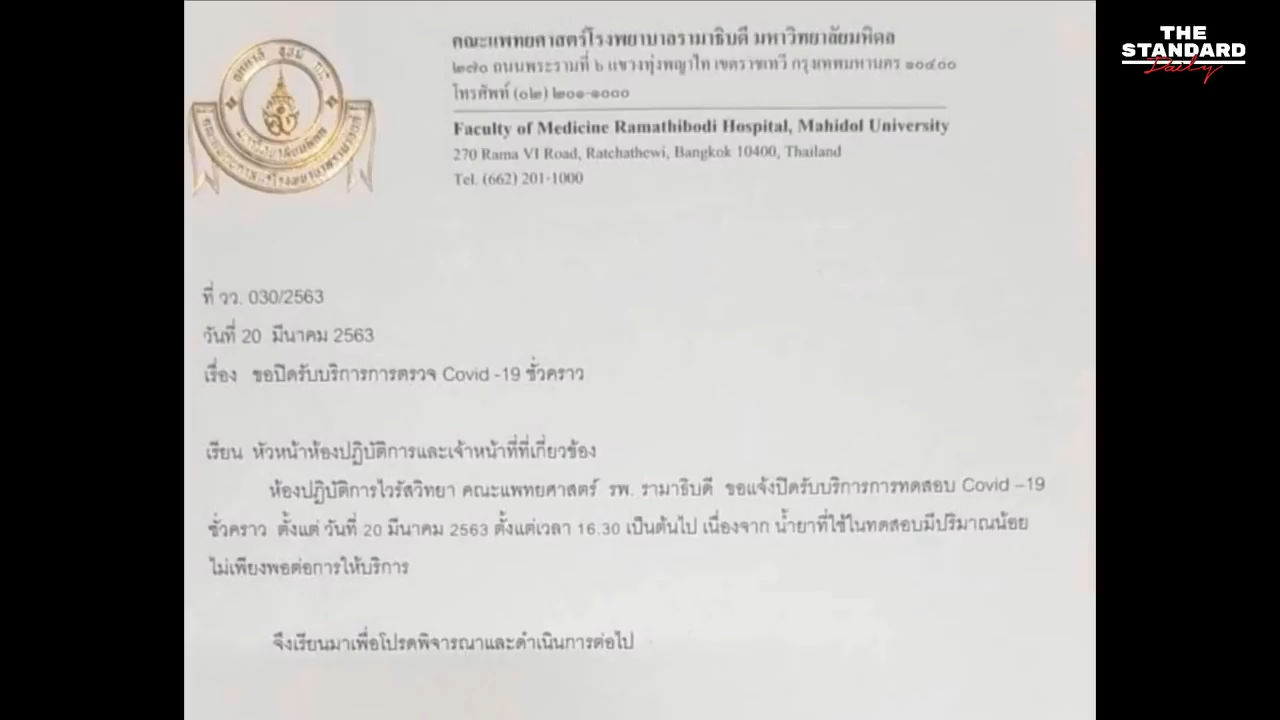 THE
STANDARD
Daily
คณะแพทยศาสตร์โรงพยาบาลรามาธิบดี มหาวิทยาลัยมหิดล
๒๗๐ ถนนพระรามที่ ๖ แขวงทุ่งพญาไท เขตราชเทวี กรุงเทพมหานคร ๑๐๔๐๐
โทรศัพท์ (๐๒) ๒๐๑-๑๐๐๐
Faculty of Medicine Ramathibodi Hospital, Mahidol University
270 Rama VI Road, Ratchathewi, Bangkok 10400, Thailand
Tel. (662) 201-1000
ที่ วว. 030/2563
วันที่ 20 มีนาคม 2563
เรื่อง ขอปิดรับบริการการตรวจ Covid -19 ชั่วคราว
เรียน หัวหน้าห้องปฏิบัติการและเจ้าหน้าที่ที่เกี่ยวข้อง
ห้องปฏิบัติการไวรัสวิทยา คณะแพทยศาสตร์ รพ. รามาธิบดี ขอแจ้งปิดรับบริการการทดสอบ Covid –19
ชั่วคราว ตั้งแต่ วันที่ 20 มีนาคม 2563 ตั้งแต่เวลา 16.30 เป็นต้นไป เนื่องจาก น้ำยาที่ใช้ในทดสอบมีปริมาณน้อย
ไม่เพียงพอต่อการให้บริการ
จึงเรียนมาเพื่อโปรดพิจารณาและดำเนินการต่อไป